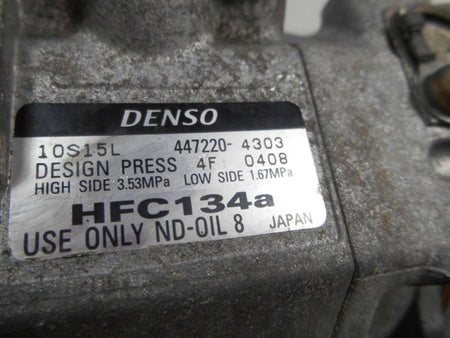 DENSO
10S15L 447220-4303
DESIGN PRESS 4F 0408
HIGH SIDE 3.53MPa LOW SIDE 1.67MPa
HFC134a
USE ONLY ND-OIL 8 JAPAN